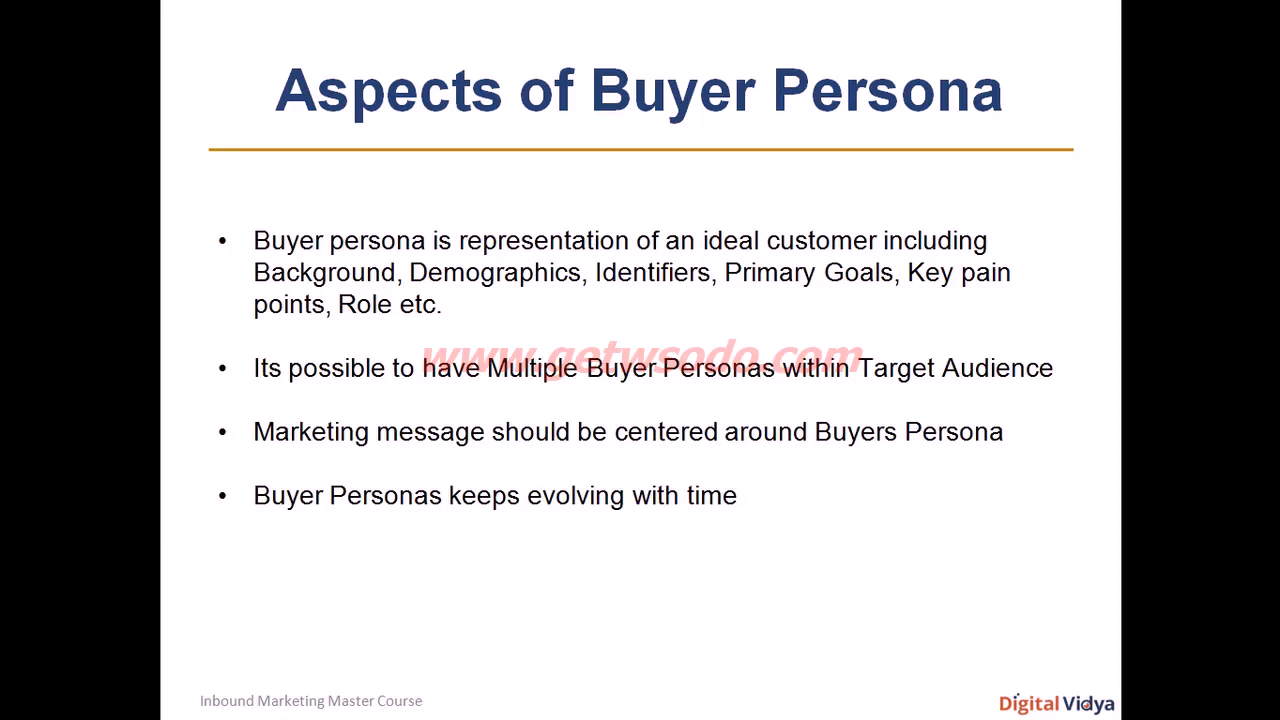 Aspects of Buyer Persona
• Buyer persona is representation of an ideal customer including
Background, Demographics, Identifiers, Primary Goals, Key pain
points, Role etc.
www.getwsodo.com
• Its possible to have Multiple Buyer Personas within Target Audience
• Marketing message should be centered around Buyers Persona
• Buyer Personas keeps evolving with time
Inbound Marketing Master Course
Digital Vidya